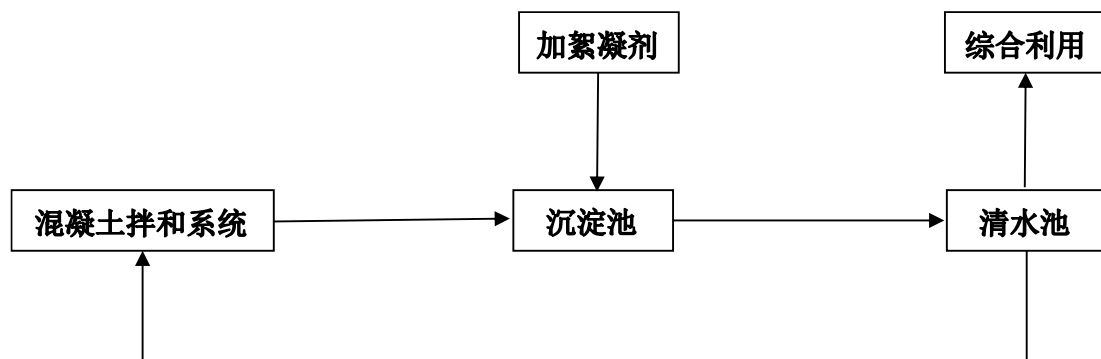 加絮凝剂
综合利用
混凝土拌和系统
沉淀池
清水池